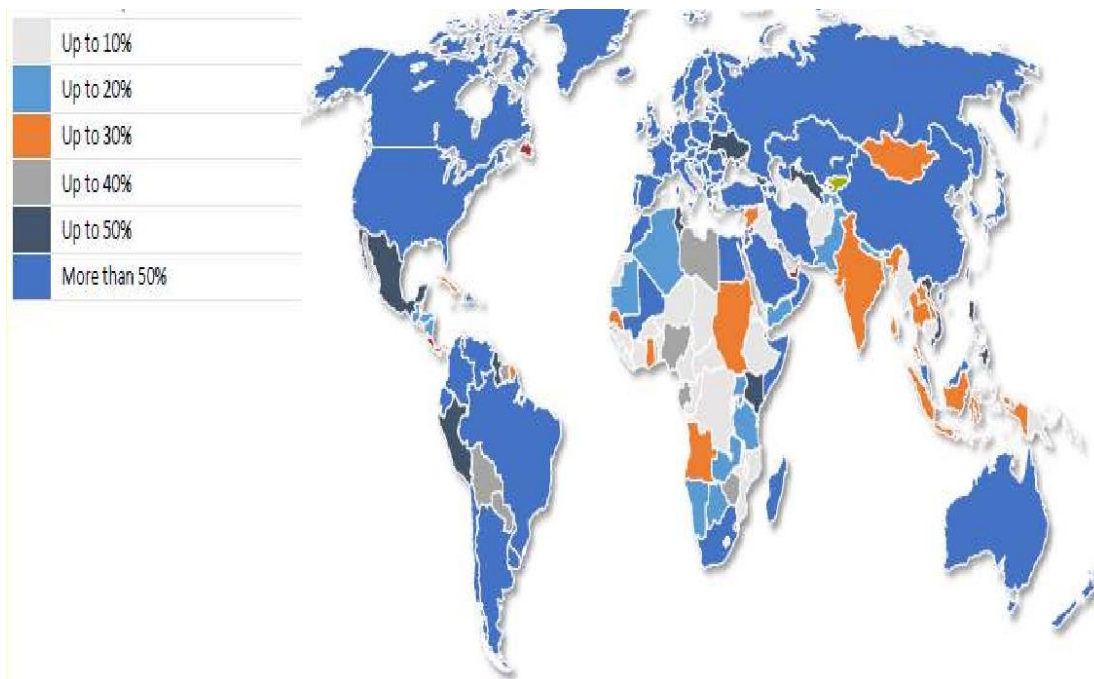 Up to 10%
Up to 20%
Up to 30%
Up to 40%
Up to 50%
More than 50%